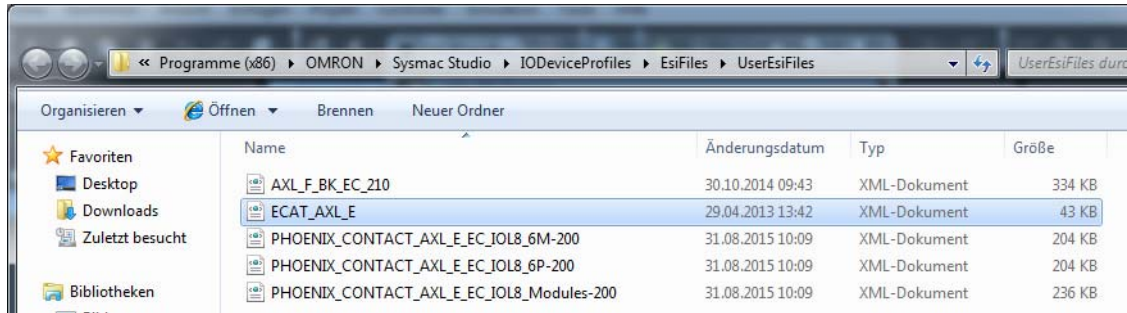 « Programme (x86) ▸ OMRON ▸ Sysmac Studio ▸ IODeviceProfiles ▸ EsiFiles ▸ UserEsiFiles UserEsiFiles
Organisieren Öffnen Brennen Neuer Ordner
Favoriten Name Änderungsdatum Typ Größe
Desktop AXL_F_BK_EC_210 30.10.2014 09:43 XML-Dokument 334 KB
Downloads ECAT_AXL_E 29.04.2013 13:42 XML-Dokument 43 KB
Zuletzt besucht PHOENIX_CONTACT_AXL_E_EC_IOL8_6M-200 31.08.2015 10:09 XML-Dokument 204 KB
PHOENIX_CONTACT_AXL_E_EC_IOL8_6P-200 31.08.2015 10:09 XML-Dokument 204 KB
Bibliotheken PHOENIX_CONTACT_AXL_E_EC_IOL8_Modules-200 31.08.2015 10:09 XML-Dokument 236 KB